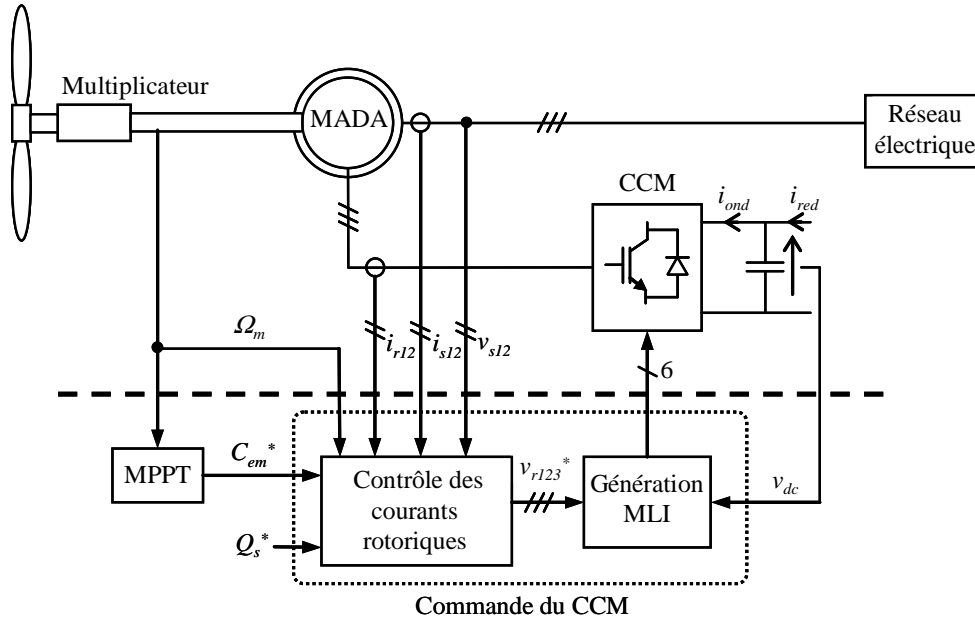 Multiplicateur
MADA
Réseau
électrique
CCM
i_ond
i_red
Ω_m
i_r12
i_s12
v_s12
6
MPPT
C_em*
Q_s*
Contrôle des
courants
rotoriques
v_r123*
Génération
MLI
v_dc
Commande du CCM